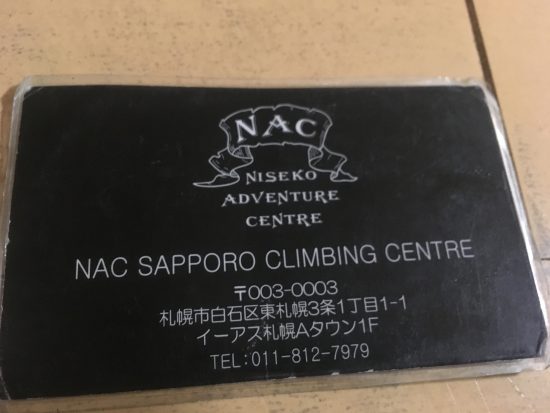 NAC
NISEKO
ADVENTURE
CENTRE
NAC SAPPORO CLIMBING CENTRE
〒003-0003
札幌市白石区東札幌3条1丁目1-1
イーアス札幌Aタウン1F
TEL:011-812-7979